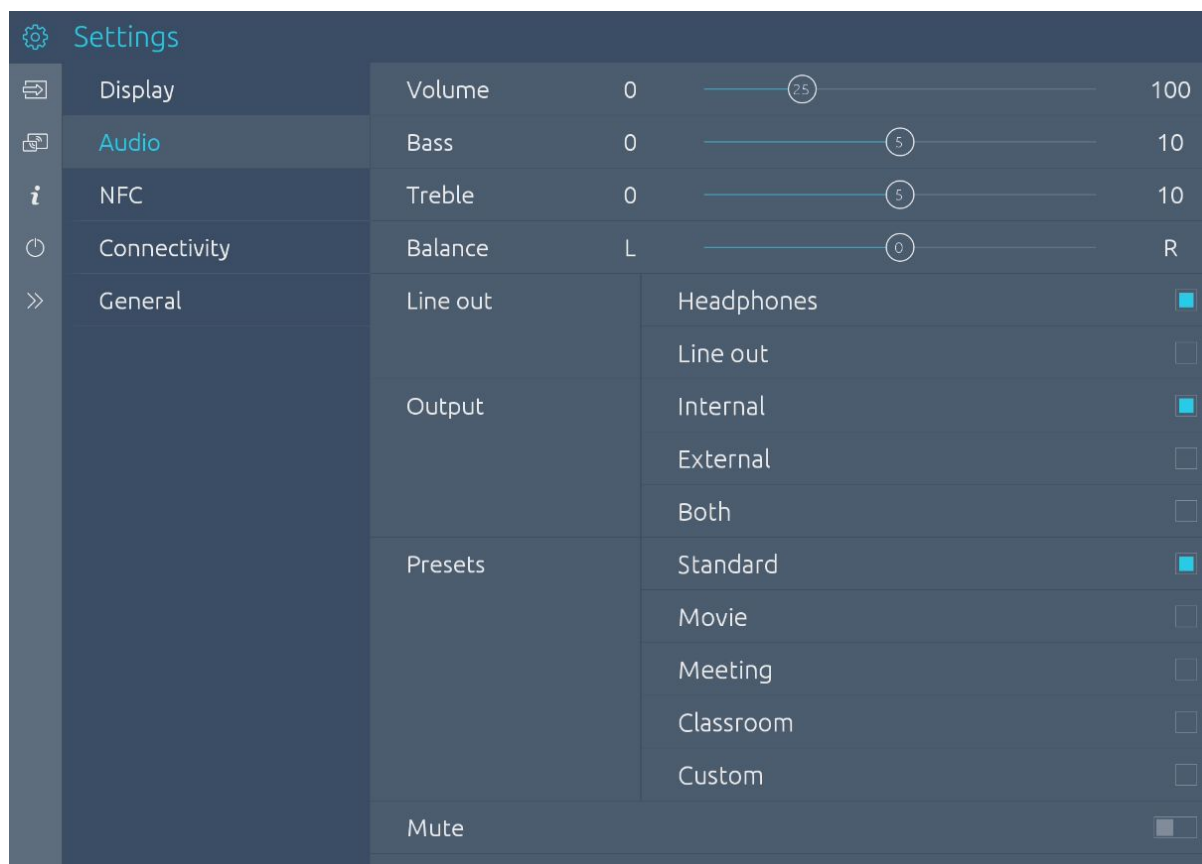 Settings
Display
Audio
NFC
Connectivity
General
Volume 0 25 100
Bass 0 5 10
Treble 0 5 10
Balance L 0 R
Line out Headphones
Line out
Output Internal
External
Both
Presets Standard
Movie
Meeting
Classroom
Custom
Mute